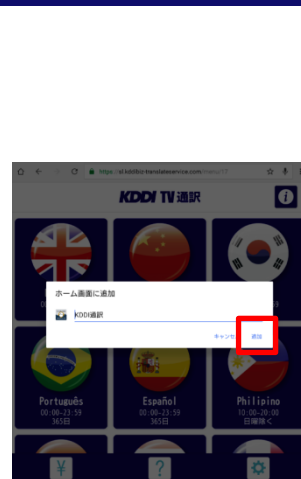 https://st.kddibiz-translateservice.com/menu/17
KDDI TV通訳
ホーム画面に追加
KDDI通訳
キャンセ
追加
Português
00:00-23:59
365日
Español
00:00-23:59
365日
Philipino
10:00-20:00
日曜除く